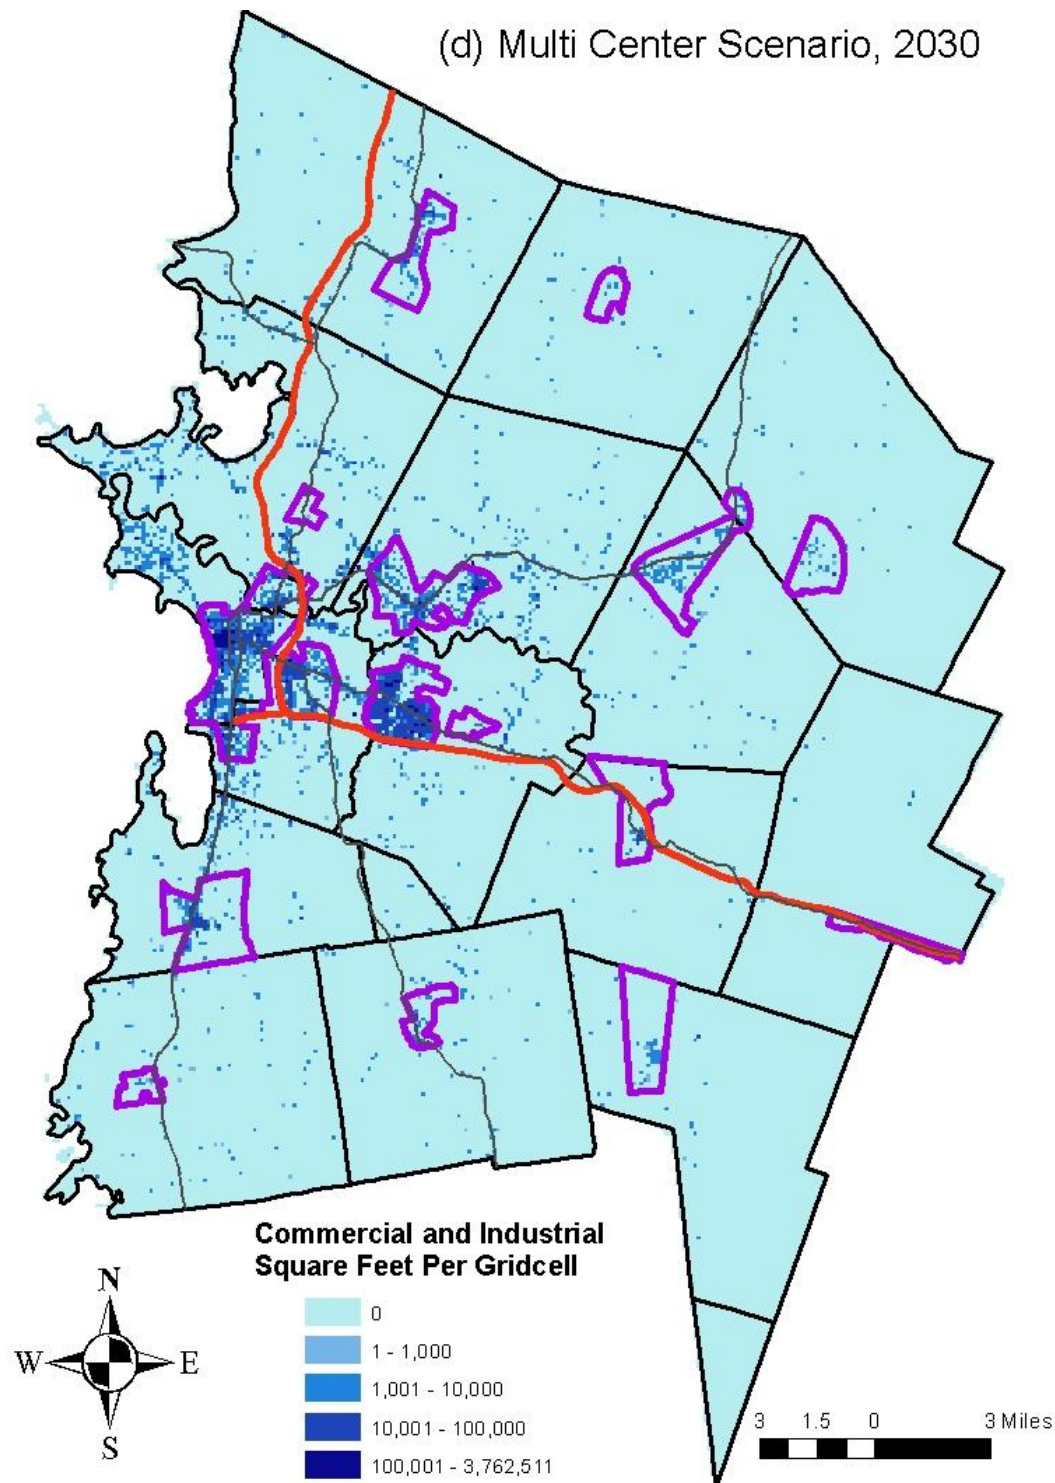 (d) Multi Center Scenario, 2030
Commercial and Industrial
Square Feet Per Gridcell
0
1 - 1,000
1,001 - 10,000
10,001 - 100,000
100,001 - 3,762,511
N
W
E
S
3 1.5 0 3 Miles